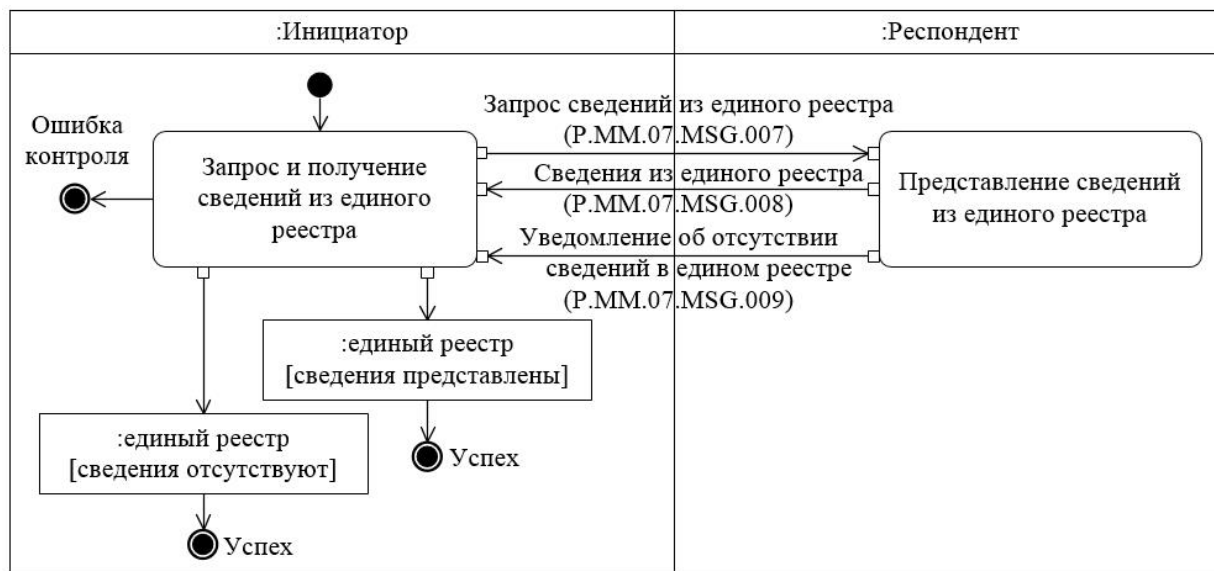 :Инициатор
:Респондент
Ошибка
контроля
Запрос и получение
сведений из единого
реестра
Запрос сведений из единого реестра
(P.MM.07.MSG.007)
Сведения из единого реестра
(P.MM.07.MSG.008)
Уведомление об отсутствии
сведений в едином реестре
(P.MM.07.MSG.009)
Представление сведений
из единого реестра
:единый реестр
[сведения представлены]
:единый реестр
[сведения отсутствуют]
Успех
Успех